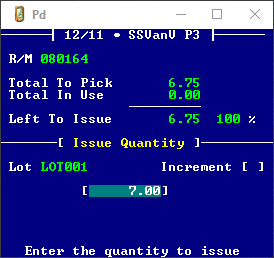 Pd
12/11 • SSVanV P3
R/M 080164
Total To Pick 6.75
Total In Use 0.00
Left To Issue 6.75 100 %
[ Issue Quantity ]
Lot LOT001 Increment [ ]
[ 7.00]
Enter the quantity to issue